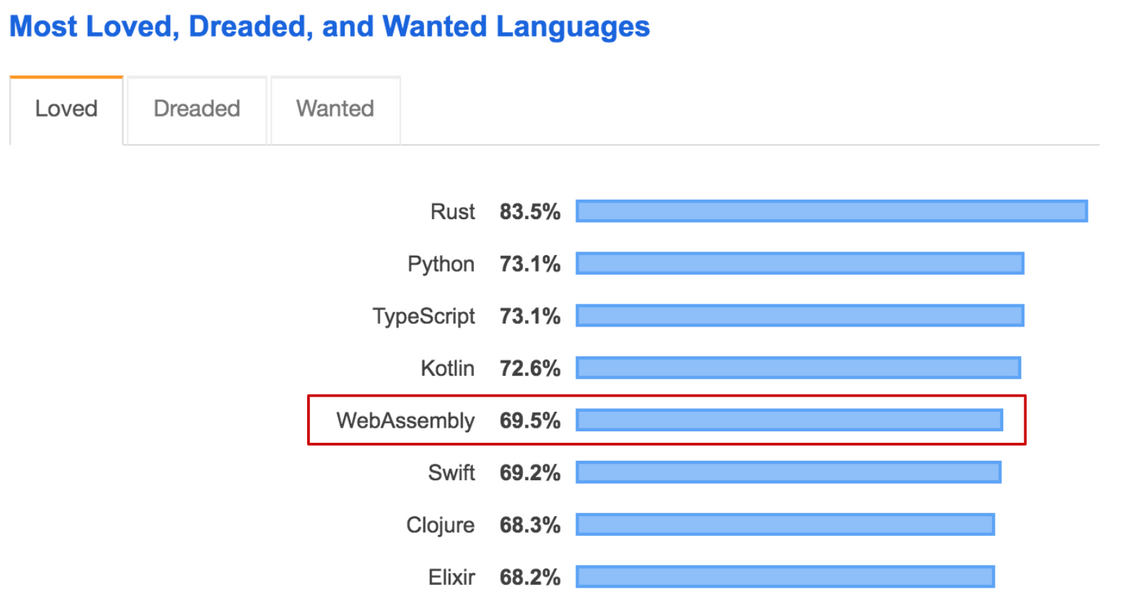 Most Loved, Dreaded, and Wanted Languages
Loved Dreaded Wanted
Rust 83.5%
Python 73.1%
TypeScript 73.1%
Kotlin 72.6%
WebAssembly 69.5%
Swift 69.2%
Clojure 68.3%
Elixir 68.2%